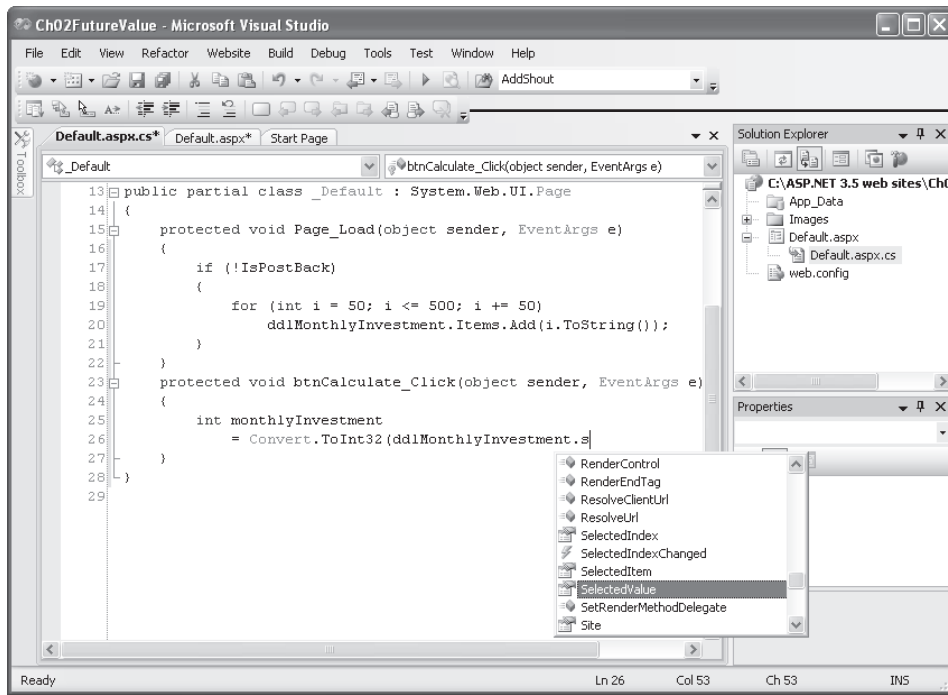 Ch02FutureValue - Microsoft Visual Studio
File Edit View Refactor Website Build Debug Tools Test Window Help
AddShout
Toolbox
Default.aspx.cs* Default.aspx* Start Page
_Default btnCalculate_Click(object sender, EventArgs e)
13 public partial class _Default : System.Web.UI.Page
14 {
15 protected void Page_Load(object sender, EventArgs e)
16 {
17 if (!IsPostBack)
18 {
19 for (int i = 50; i <= 500; i += 50)
20 ddlMonthlyInvestment.Items.Add(i.ToString());
21 }
22 }
23 protected void btnCalculate_Click(object sender, EventArgs e)
24 {
25 int monthlyInvestment
26 = Convert.ToInt32(ddlMonthlyInvestment.s
27 }
28 }
29
RenderControl
RenderEndTag
ResolveClientUrl
ResolveUrl
SelectedIndex
SelectedIndexChanged
SelectedItem
SelectedValue
SetRenderMethodDelegate
Site
Solution Explorer
C:\ASP.NET 3.5 web sites\Ch0
App_Data
Images
Default.aspx
Default.aspx.cs
web.config
Properties
Ready Ln 26 Col 53 Ch 53 INS